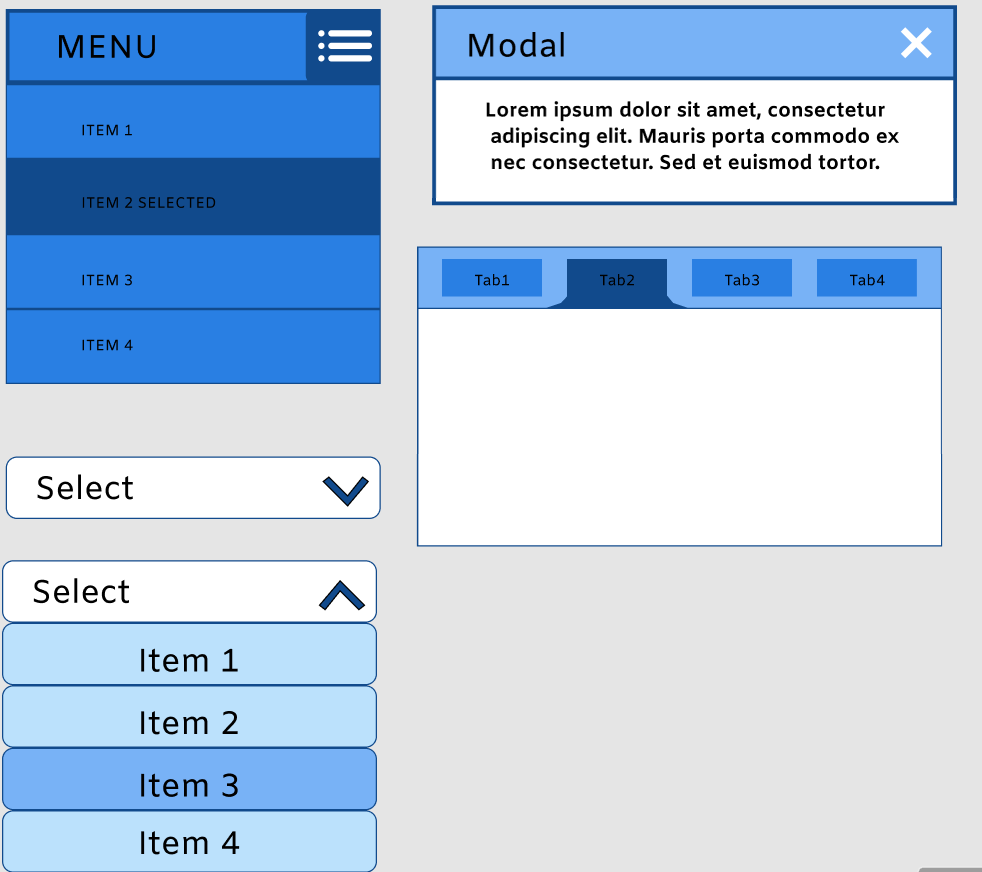 MENU
ITEM 1
ITEM 2 SELECTED
ITEM 3
ITEM 4
Modal
Lorem ipsum dolor sit amet, consectetur
adipiscing elit. Mauris porta commodo ex
nec consectetur. Sed et euismod tortor.
Tab1
Tab2
Tab3
Tab4
Select
Select
Item 1
Item 2
Item 3
Item 4